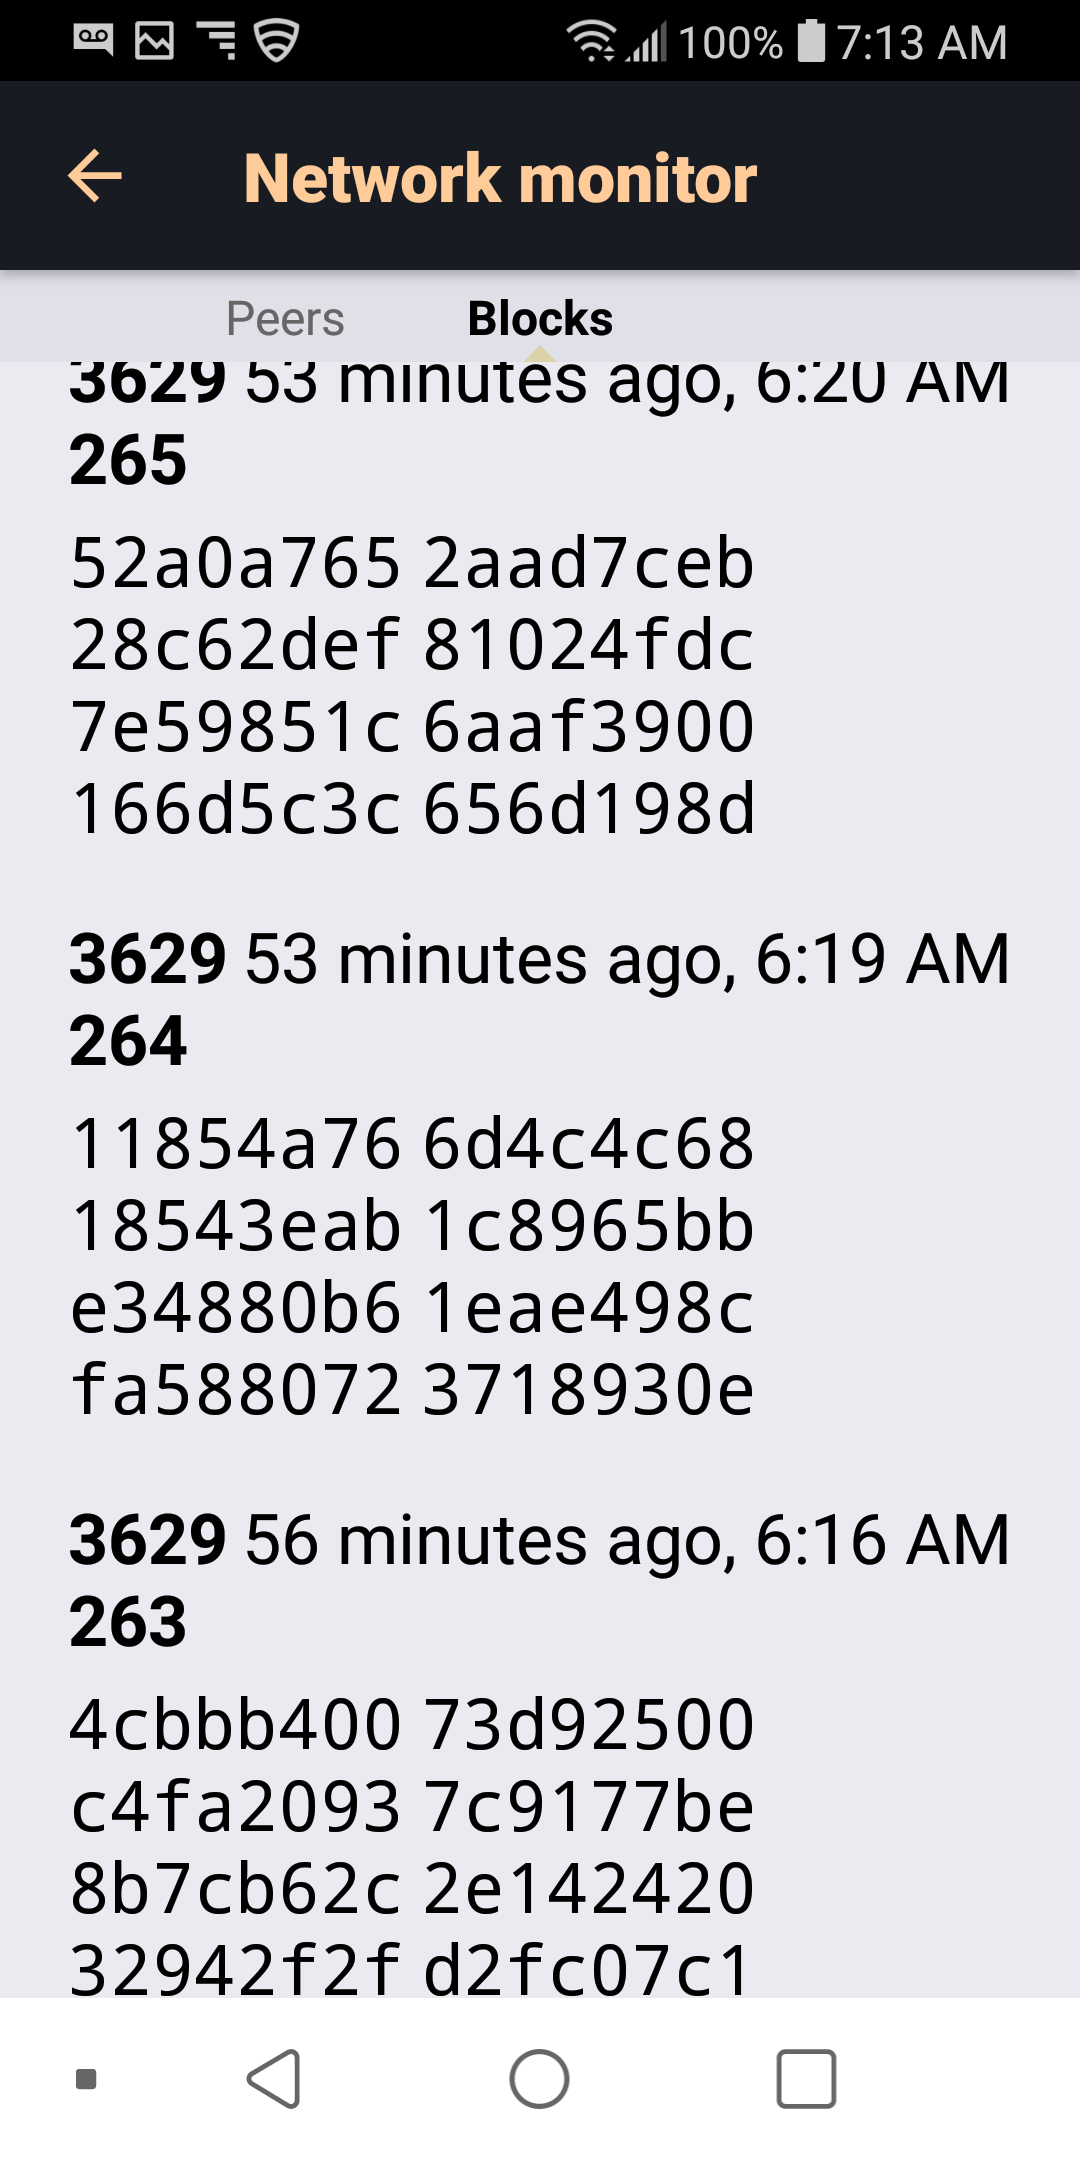 100% 7:13 AM
Network monitor
Peers Blocks
3629 53 minutes ago, 6:20 AM
265
52a0a765 2aad7ceb
28c62def 81024fdc
7e59851c 6aaf3900
166d5c3c 656d198d
3629 53 minutes ago, 6:19 AM
264
11854a76 6d4c4c68
18543eab 1c8965bb
e34880b6 1eae498c
fa588072 3718930e
3629 56 minutes ago, 6:16 AM
263
4cbbb400 73d92500
c4fa2093 7c9177be
8b7cb62c 2e142420
32942f2f d2fc07c1